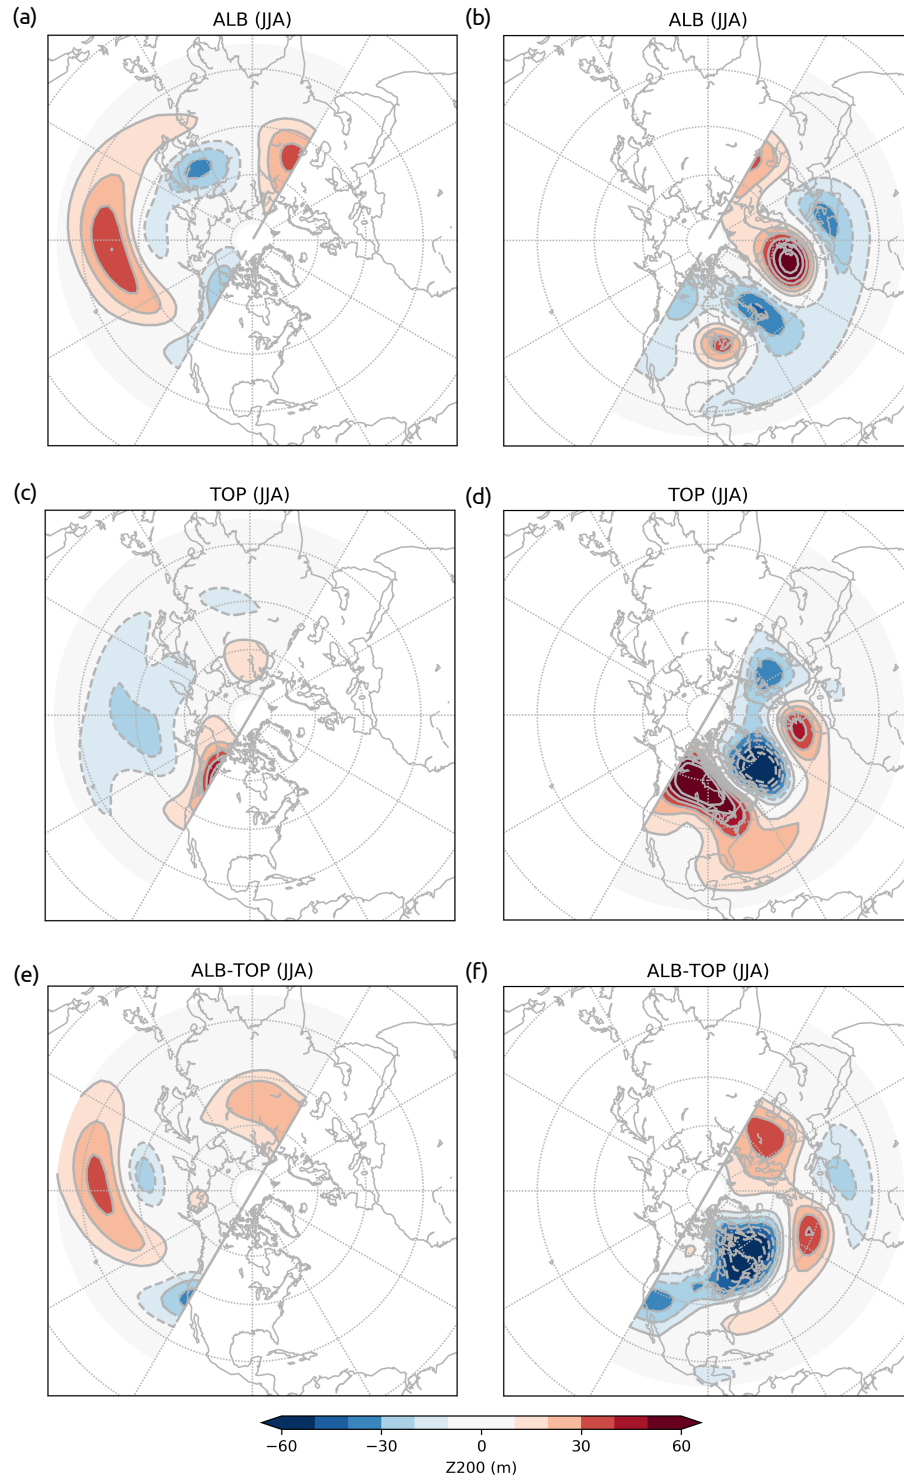 (a) ALB (JJA) (b) ALB (JJA)
(c) TOP (JJA) (d) TOP (JJA)
(e) ALB-TOP (JJA) (f) ALB-TOP (JJA)
−60 −30 0 30 60
Z200 (m)